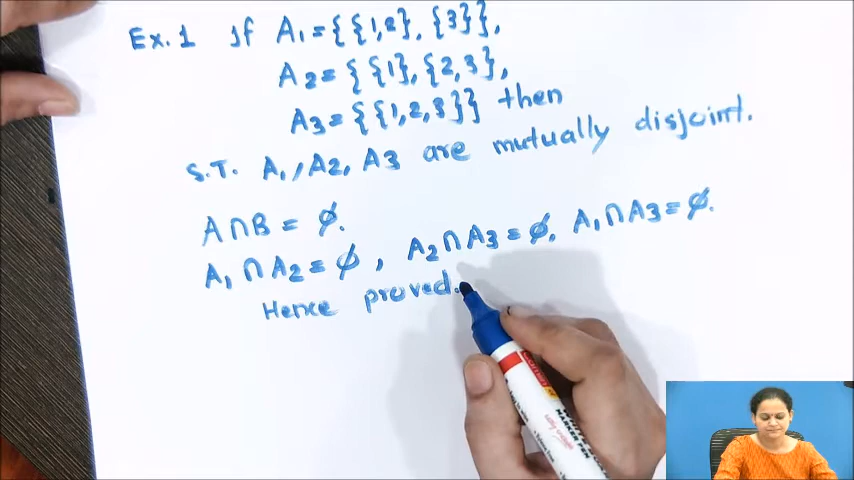 Ex.1 If A₁={{1,2}, {3}},
A₂={{1},{2,3},
A₃={{1,2,3}} then
S.T. A₁,A₂, A₃ are mutually disjoint.
A∩B = ϕ.
A₁∩A₂=ϕ, A₂∩A₃=ϕ. A₁∩A₃=ϕ.
Hence proved.